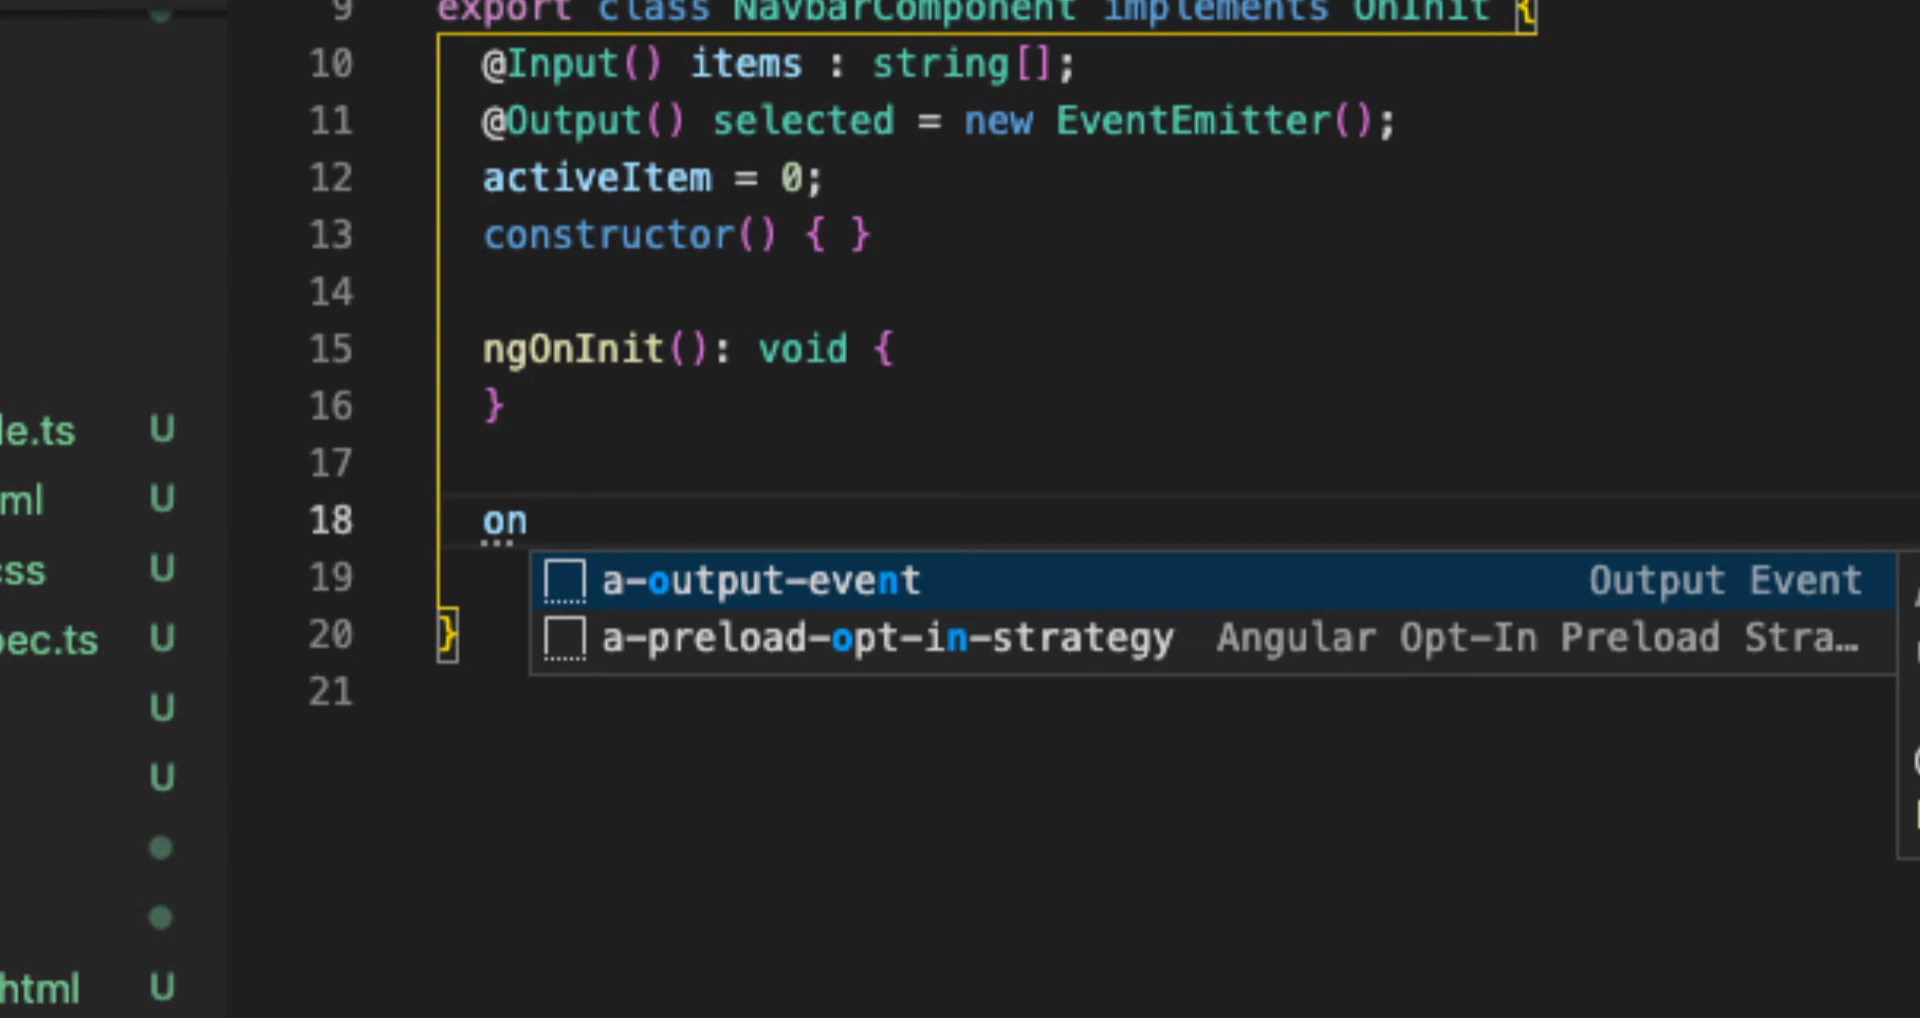 9 export class NavbarComponent implements OnInit {
10 @Input() items : string[];
11 @Output() selected = new EventEmitter();
12 activeItem = 0;
13 constructor() { }
14
15 ngOnInit(): void {
16 }
17
18 on
19
20 }
21
a-output-event Output Event
a-preload-opt-in-strategy Angular Opt-In Preload Stra…
le.ts U
ml U
ss U
pec.ts U
U
U
html U